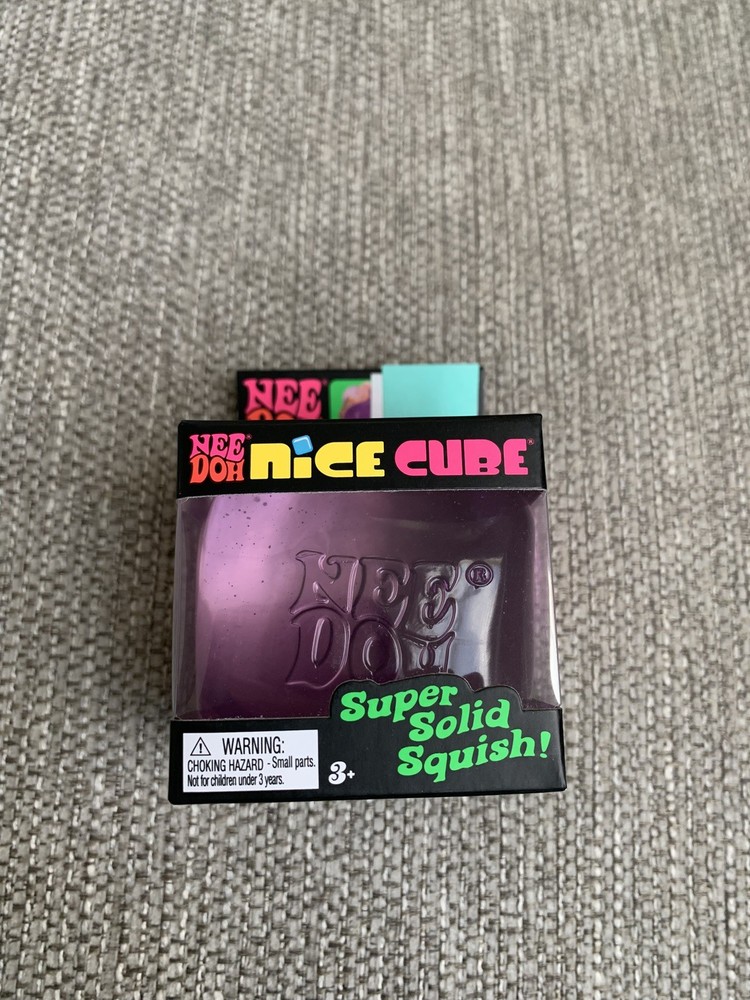 NEE
NEE
DOH
NiCE CUBE®
NEE®
DOH
Super
Solid
Squish!
WARNING:
CHOKING HAZARD - Small parts.
Not for children under 3 years.
3+